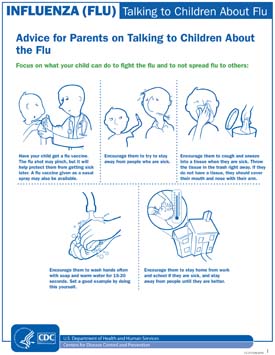 INFLUENZA (FLU) Talking to Children About Flu
Advice for Parents on Talking to Children About
the Flu
Focus on what your child can do to fight the flu and to not spread flu to others:
Have your child get a flu vaccine.
The flu shot may pinch, but it will
help protect them from getting sick
later. A flu vaccine given as a nasal
spray may also be available.
Encourage them to try to stay
away from people who are sick.
Encourage them to cough and sneeze
into a tissue when they are sick. Throw
the tissue in the trash right away. If they
do not have a tissue, they should cover
their mouth and nose with their arm.
Encourage them to wash hands often
with soap and warm water for 15-20
seconds. Set a good example by doing
this yourself.
Encourage them to stay home from work
and school if they are sick, and stay
away from people until they are better.
CDC
U.S. Department of Health and Human Services
Centers for Disease Control and Prevention
1